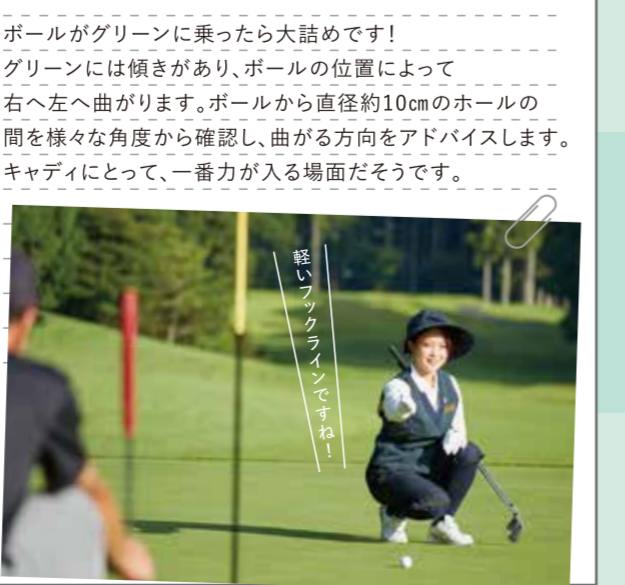 ボールがグリーンに乗ったら大詰めです!
グリーンには傾きがあり、ボールの位置によって
右へ左へ曲がります。ボールから直径約10㎝のホールの
間を様々な角度から確認し、曲がる方向をアドバイスします。
キャディにとって、一番力が入る場面だそうです。
軽いフックラインですね!